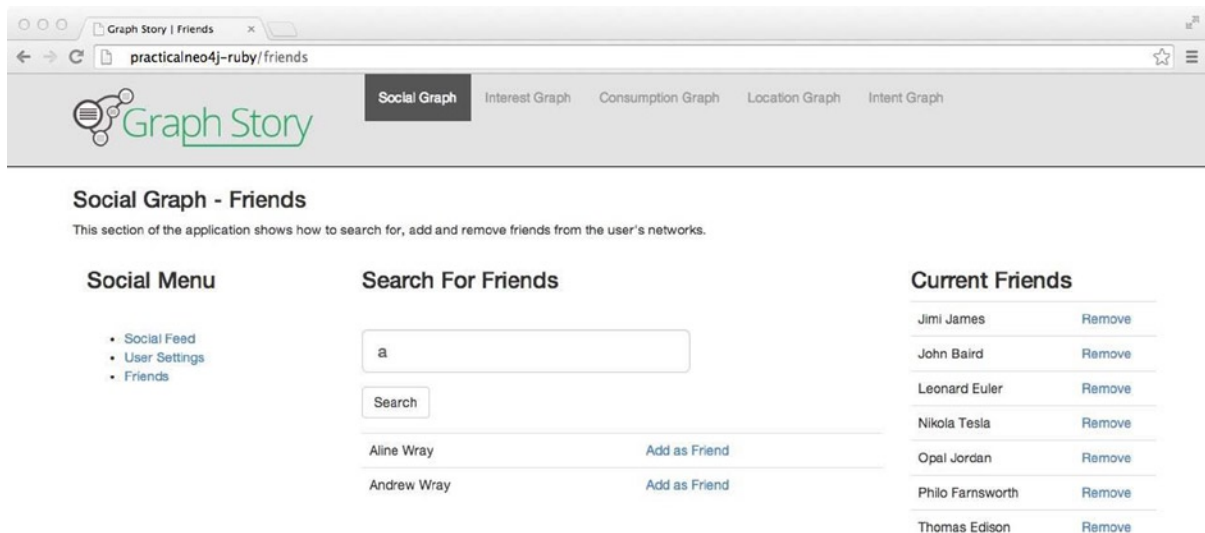 Graph Story | Friends
practicalneo4j-ruby/friends
Graph Story
Social Graph Interest Graph Consumption Graph Location Graph Intent Graph
Social Graph - Friends
This section of the application shows how to search for, add and remove friends from the user's networks.
Social Menu
• Social Feed
• User Settings
• Friends
Search For Friends
a
Search
Aline Wray Add as Friend
Andrew Wray Add as Friend
Current Friends
Jimi James Remove
John Baird Remove
Leonard Euler Remove
Nikola Tesla Remove
Opal Jordan Remove
Philo Farnsworth Remove
Thomas Edison Remove